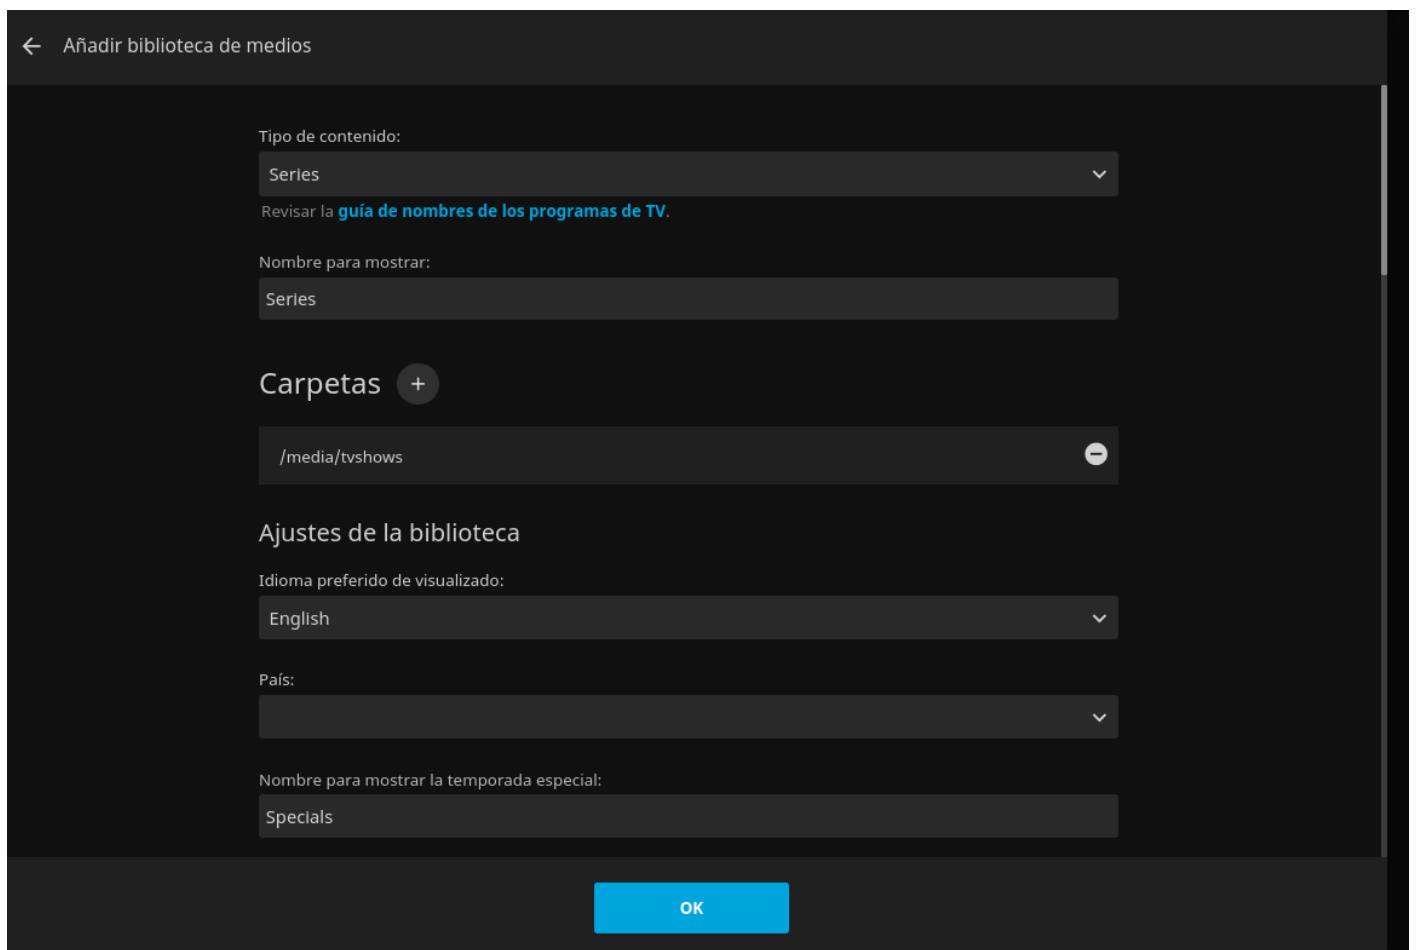 Añadir biblioteca de medios
Tipo de contenido:
Series
Revisar la guía de nombres de los programas de TV.
Nombre para mostrar:
Series
Carpetas
/media/tvshows
Ajustes de la biblioteca
Idioma preferido de visualizado:
English
País:
Nombre para mostrar la temporada especial:
Specials
OK